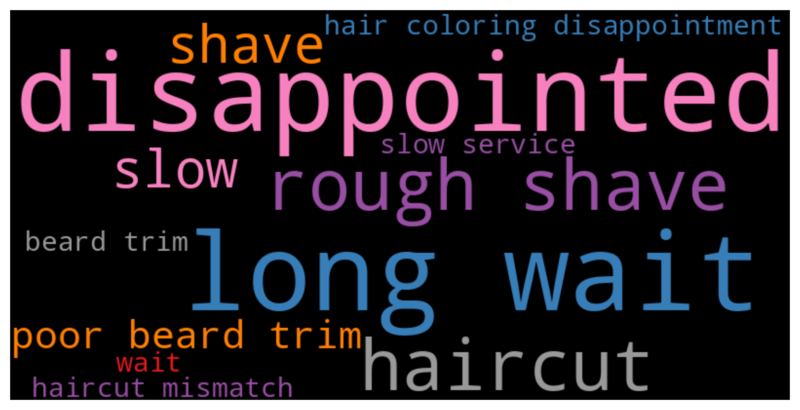 hair coloring disappointment
shave
disappointed
slow service
slow
rough shave
beard trim
long wait
poor beard trim
haircut
wait
haircut mismatch